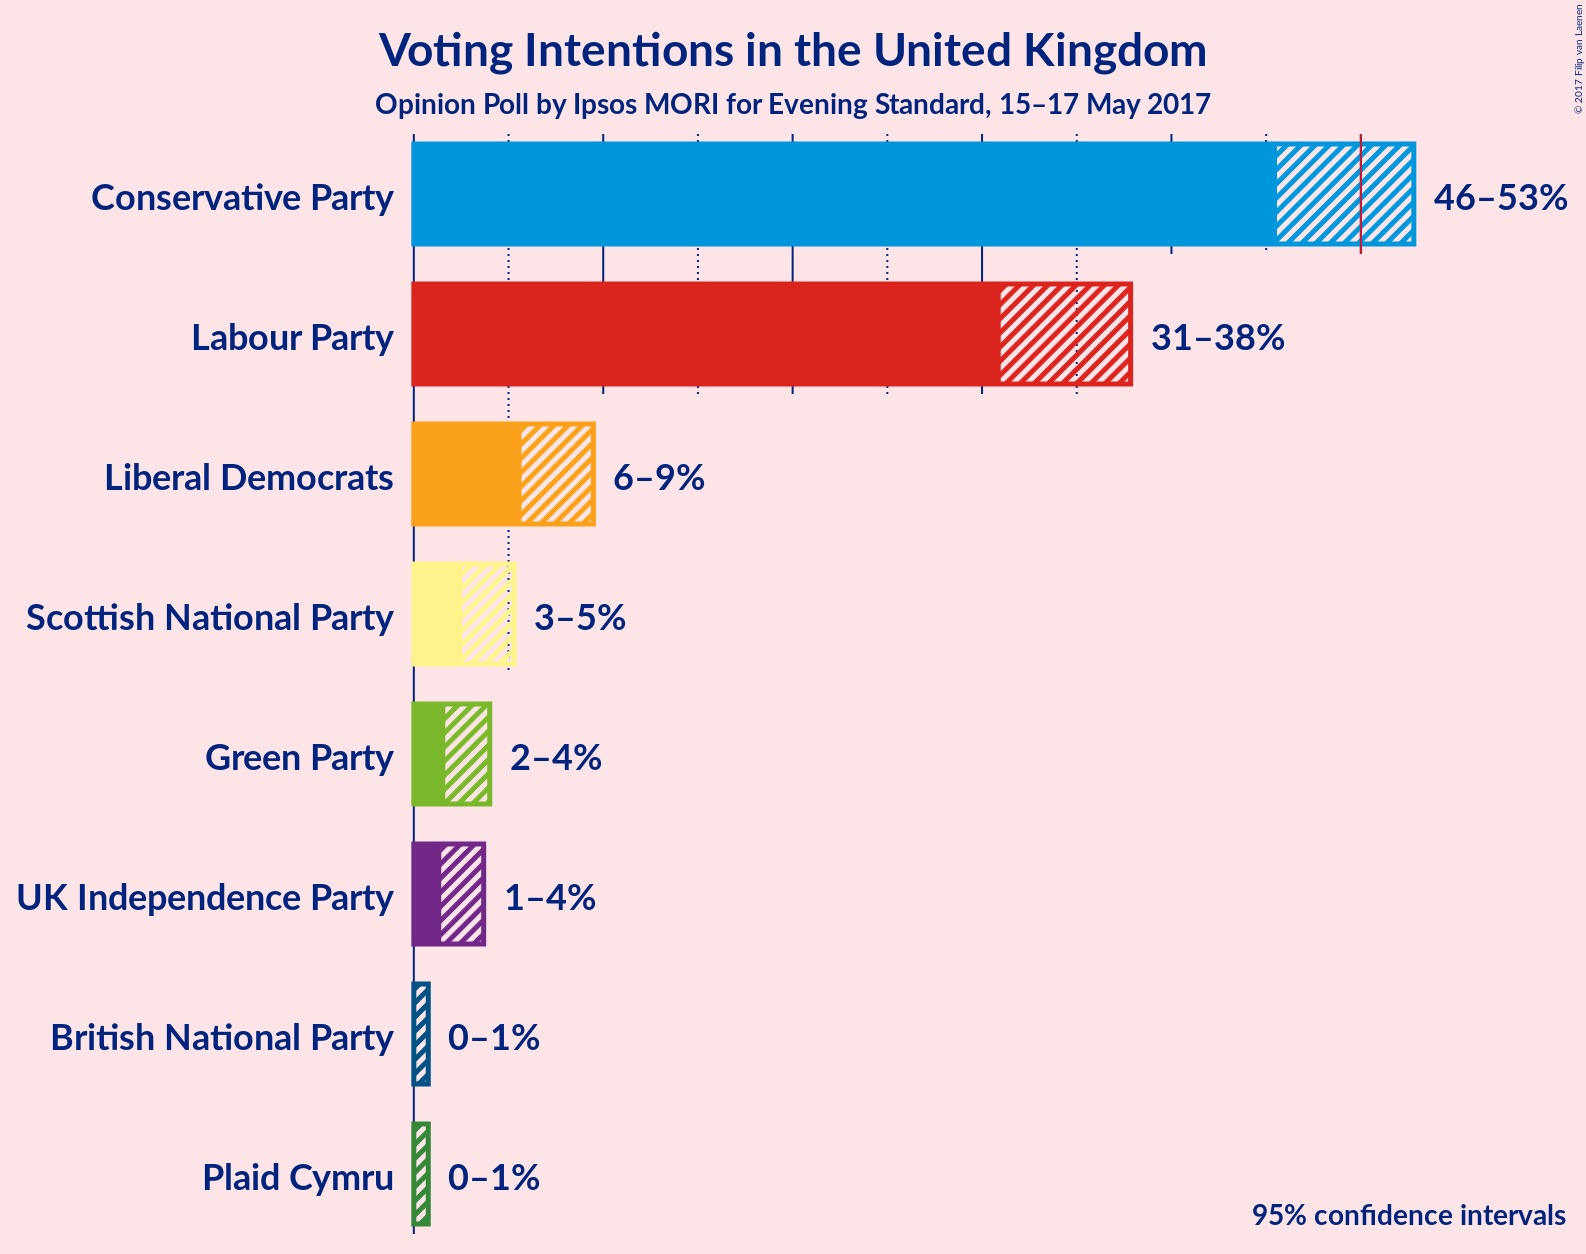 Voting Intentions in the United Kingdom
Opinion Poll by Ipsos MORI for Evening Standard, 15–17 May 2017
© 2017 Filip van Laenen
Conservative Party 46–53%
Labour Party 31–38%
Liberal Democrats 6–9%
Scottish National Party 3–5%
Green Party 2–4%
UK Independence Party 1–4%
British National Party 0–1%
Plaid Cymru 0–1%
95% confidence intervals